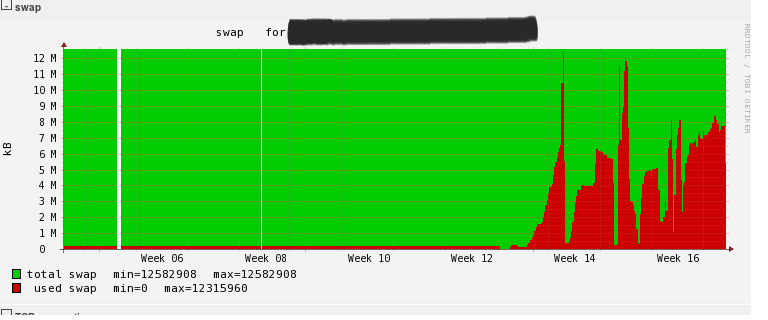 - swap
swap for
12 M
11 M
10 M
9 M
8 M
7 M
6 M
5 M
4 M
3 M
2 M
1 M
0
kB
Week 06 Week 08 Week 10 Week 12 Week 14 Week 16
total swap min=12582908 max=12582908
used swap min=0 max=12315960
RRDTOOL / TOBI OETIKER